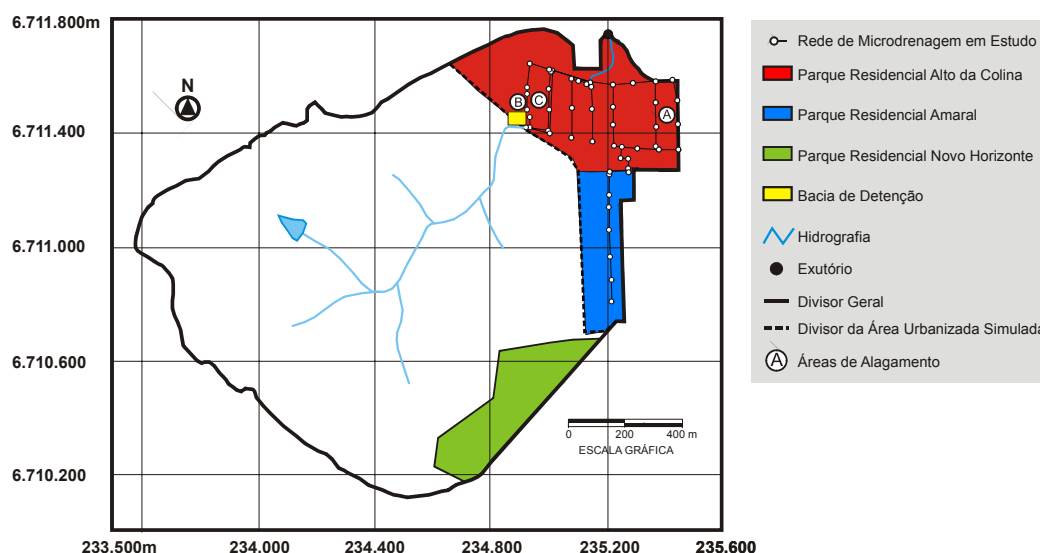 6.711.800m
6.711.400
6.711.000
6.710.600
6.710.200
233.500m
234.000
234.400
234.800
235.200
235.600
N
B
C
A
0
200
400 m
ESCALA GRÁFICA
Rede de Microdrenagem em Estudo
Parque Residencial Alto da Colina
Parque Residencial Amaral
Parque Residencial Novo Horizonte
Bacia de Detenção
Hidrografia
Exutório
Divisor Geral
Divisor da Área Urbanizada Simulada
A Áreas de Alagamento